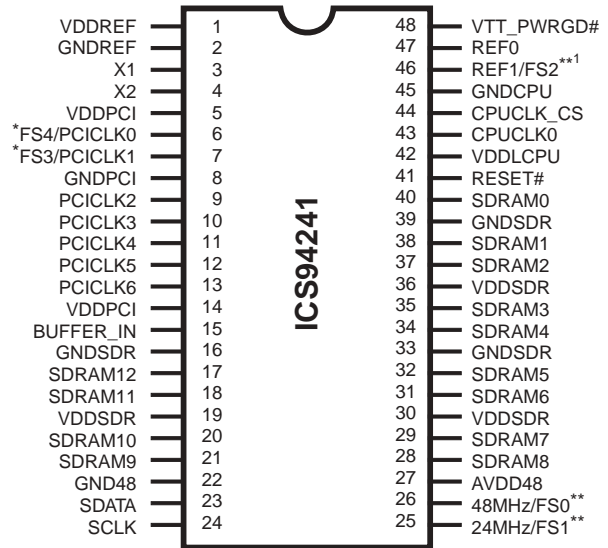 VDDREF 1 48 VTT_PWRGD#
GNDREF 2 47 REF0
X1 3 46 REF1/FS2**1
X2 4 45 GNDCPU
VDDPCI 5 44 CPUCLK_CS
*FS4/PCICLK0 6 43 CPUCLK0
*FS3/PCICLK1 7 42 VDDLCPU
GNDPCI 8 41 RESET#
PCICLK2 9 40 SDRAM0
PCICLK3 10 39 GNDSDR
PCICLK4 11 38 SDRAM1
PCICLK5 12 37 SDRAM2
PCICLK6 13 36 VDDSDR
VDDPCI 14 35 SDRAM3
BUFFER_IN 15 34 SDRAM4
GNDSDR 16 33 GNDSDR
SDRAM12 17 32 SDRAM5
SDRAM11 18 31 SDRAM6
VDDSDR 19 30 VDDSDR
SDRAM10 20 29 SDRAM7
SDRAM9 21 28 SDRAM8
GND48 22 27 AVDD48
SDATA 23 26 48MHz/FS0**
SCLK 24 25 24MHz/FS1**
ICS94241